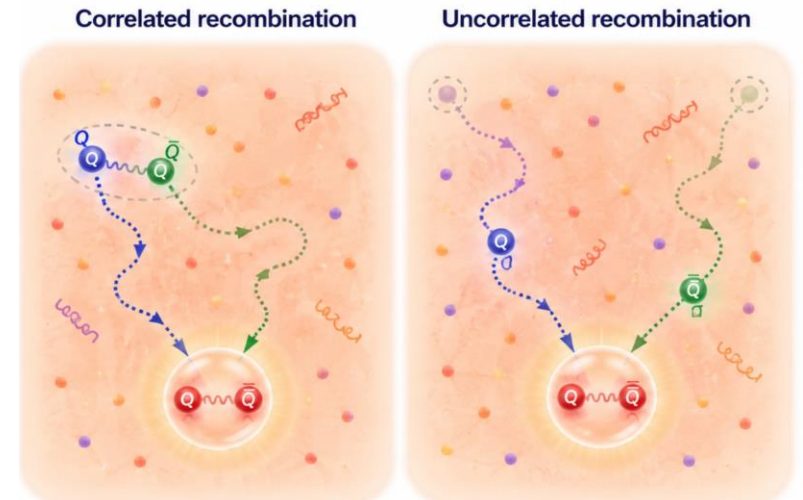 Correlated recombination
Uncorrelated recombination
Q
Q̄
Q
Q̄
Q
Q̄
Q
Q̄
Q
Q̄